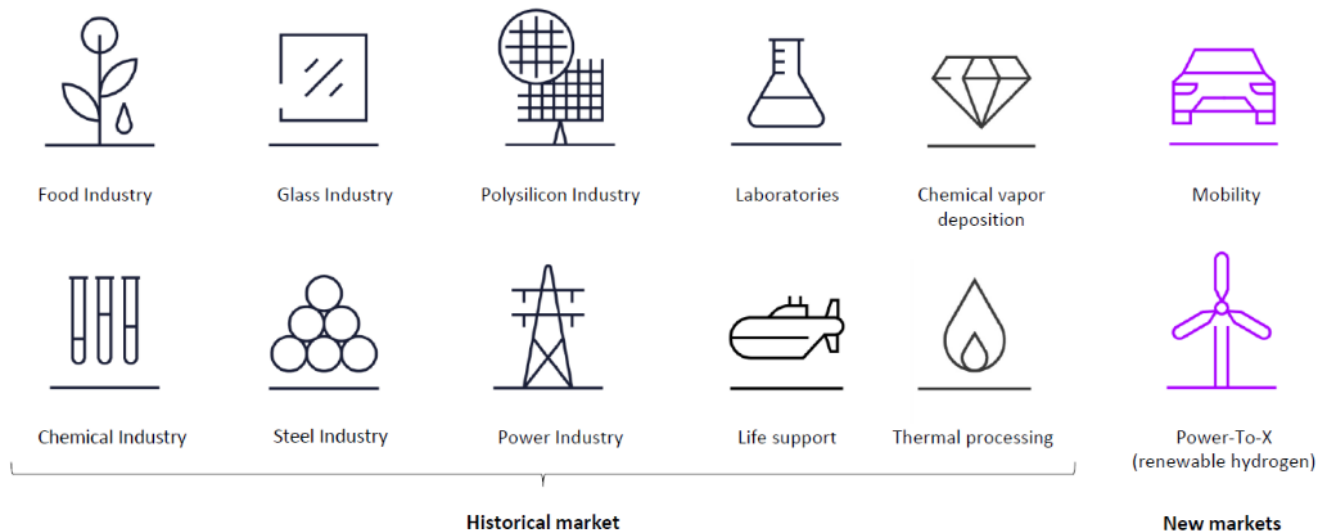 Food Industry
Glass Industry
Polysilicon Industry
Laboratories
Chemical vapor
deposition
Mobility
Chemical Industry
Steel Industry
Power Industry
Life support
Thermal processing
Power-To-X
(renewable hydrogen)
Historical market
New markets